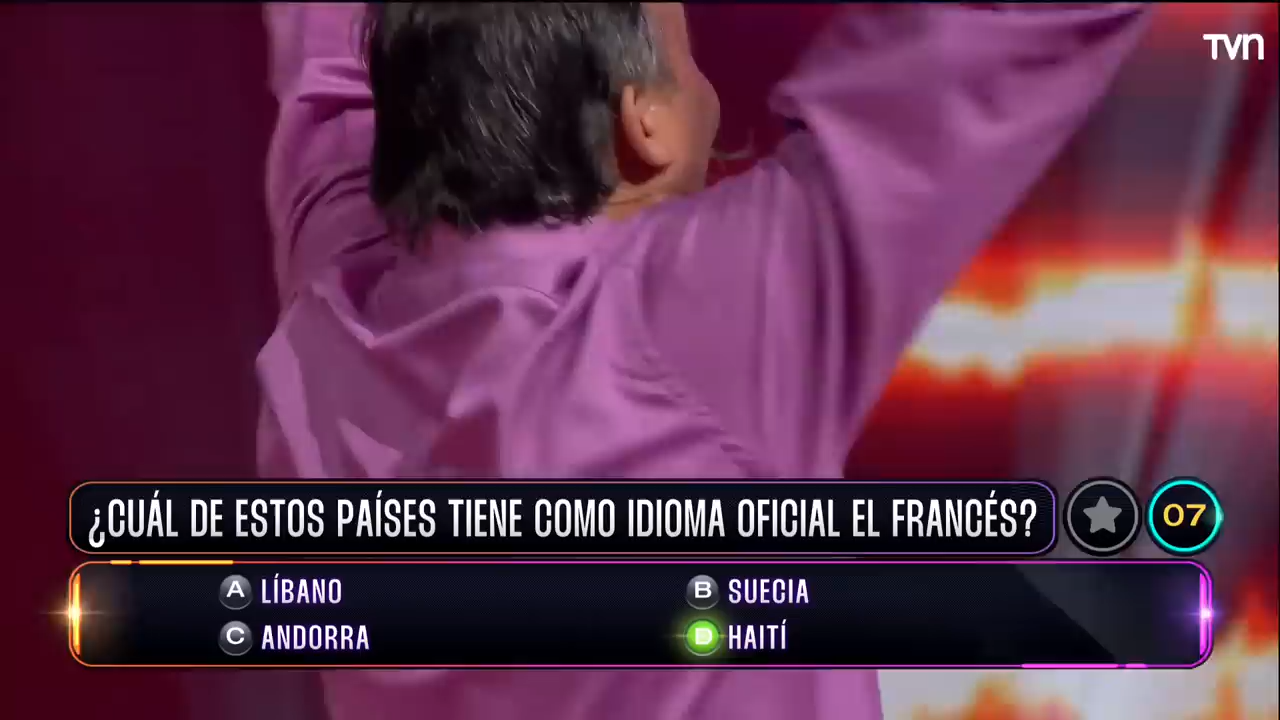 TVN
¿CUÁL DE ESTOS PAÍSES TIENE COMO IDIOMA OFICIAL EL FRANCÉS?
07
A LÍBANO
B SUECIA
C ANDORRA
D HAITÍ